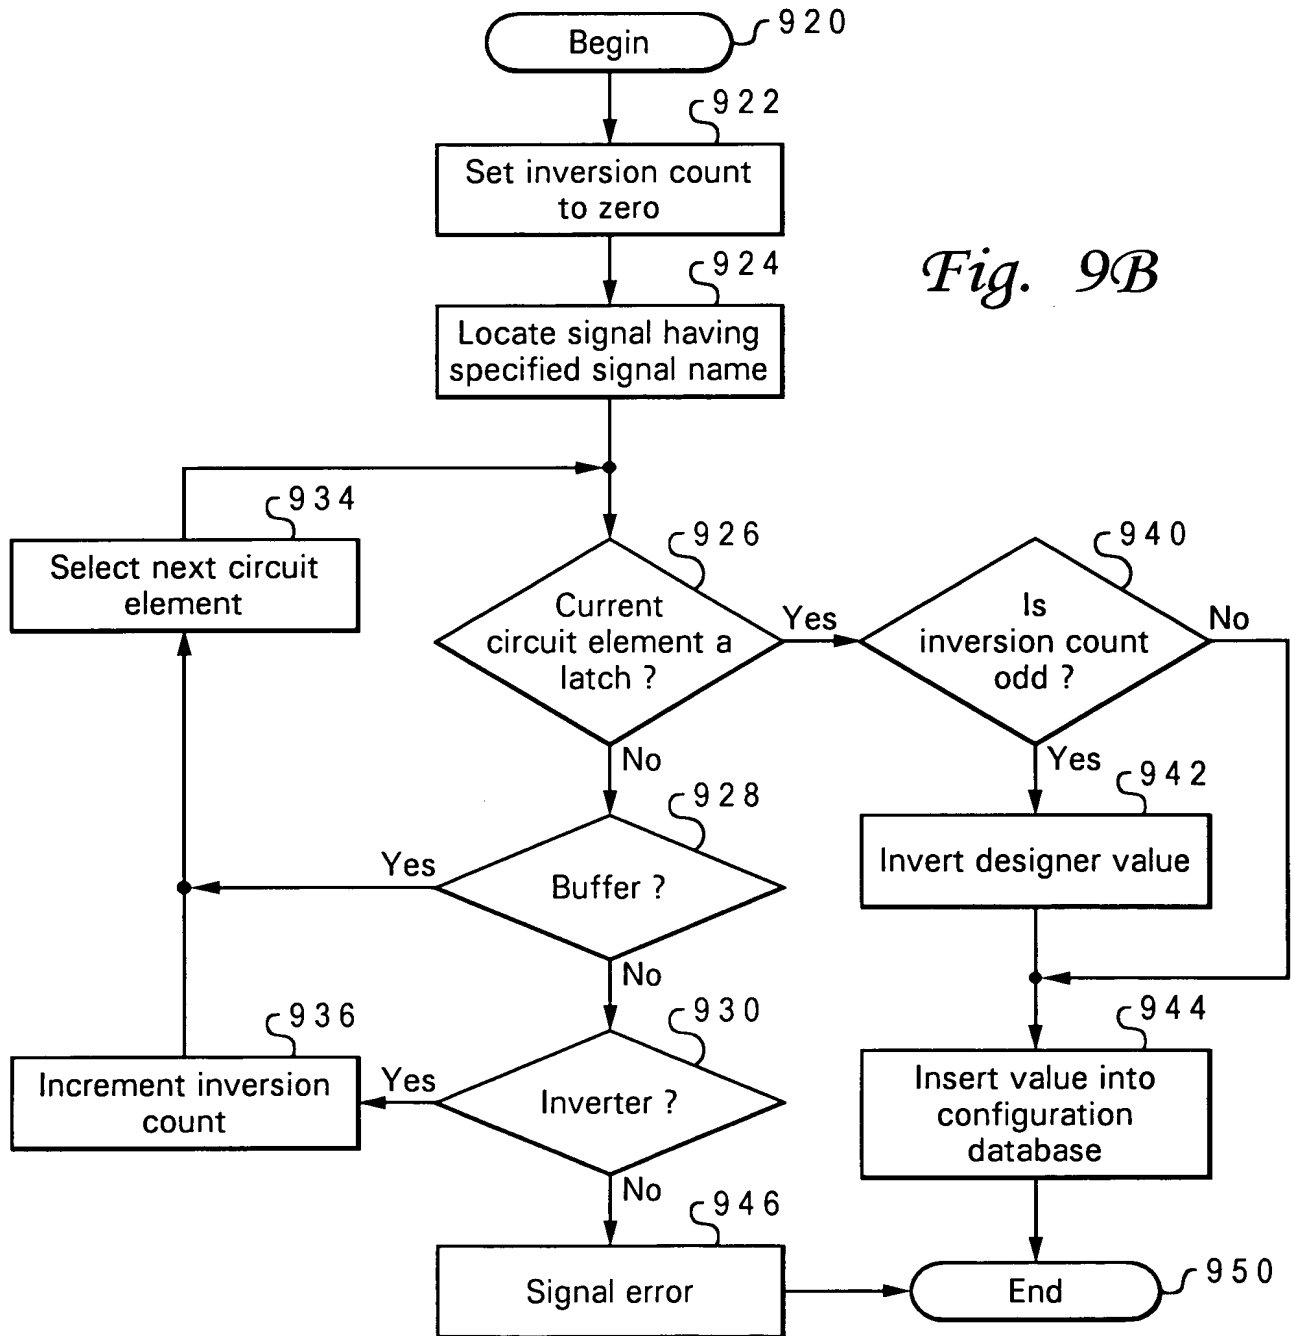 Begin
920
922
Set inversion count
to zero
924
Locate signal having
specified signal name
Fig. 9B
934
Select next circuit
element
926
Current
circuit element a
latch ?
Yes
940
Is
inversion count
odd ?
No
No
Yes
928
Buffer ?
Yes
942
Invert designer value
No
930
Inverter ?
Yes
936
Increment inversion
count
944
Insert value into
configuration
database
No
946
Signal error
End
950